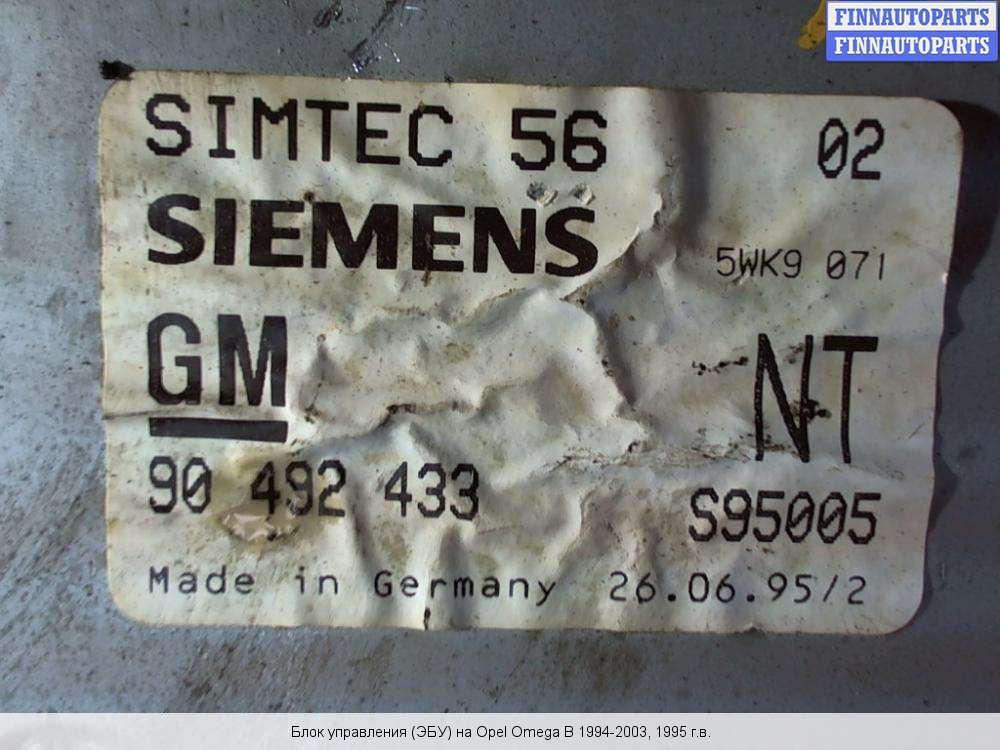 FINNAUTOPARTS
FINNAUTOPARTS
SIMTEC 56 02
SIEMENS
5WK9 071
GM
NT
90 492 433
S95005
Made in Germany 26.06.95/2
Блок управления (ЭБУ) на Opel Omega B 1994-2003, 1995 г.в.